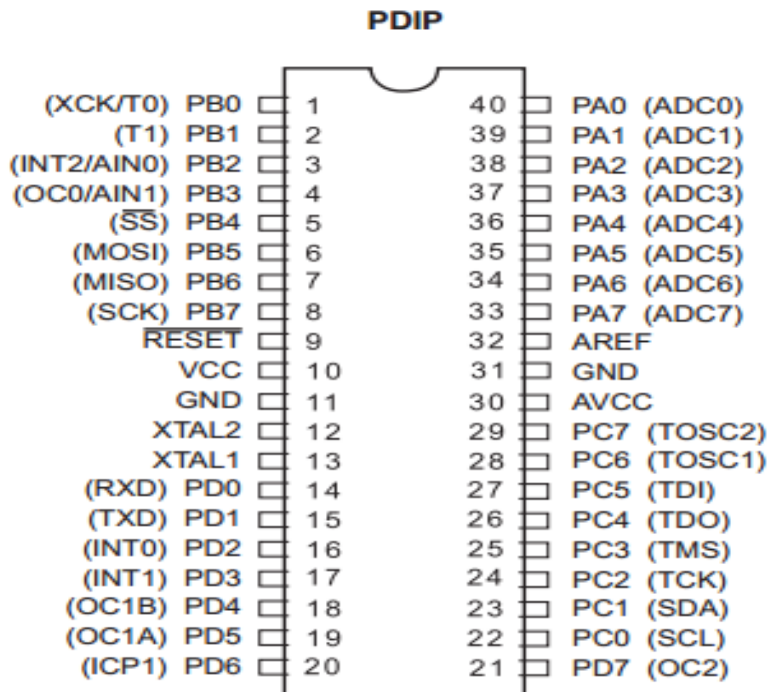 PDIP
(XCK/T0) PB0 1 40 PA0 (ADC0)
(T1) PB1 2 39 PA1 (ADC1)
(INT2/AIN0) PB2 3 38 PA2 (ADC2)
(OC0/AIN1) PB3 4 37 PA3 (ADC3)
(SS) PB4 5 36 PA4 (ADC4)
(MOSI) PB5 6 35 PA5 (ADC5)
(MISO) PB6 7 34 PA6 (ADC6)
(SCK) PB7 8 33 PA7 (ADC7)
RESET 9 32 AREF
VCC 10 31 GND
GND 11 30 AVCC
XTAL2 12 29 PC7 (TOSC2)
XTAL1 13 28 PC6 (TOSC1)
(RXD) PD0 14 27 PC5 (TDI)
(TXD) PD1 15 26 PC4 (TDO)
(INT0) PD2 16 25 PC3 (TMS)
(INT1) PD3 17 24 PC2 (TCK)
(OC1B) PD4 18 23 PC1 (SDA)
(OC1A) PD5 19 22 PC0 (SCL)
(ICP1) PD6 20 21 PD7 (OC2)